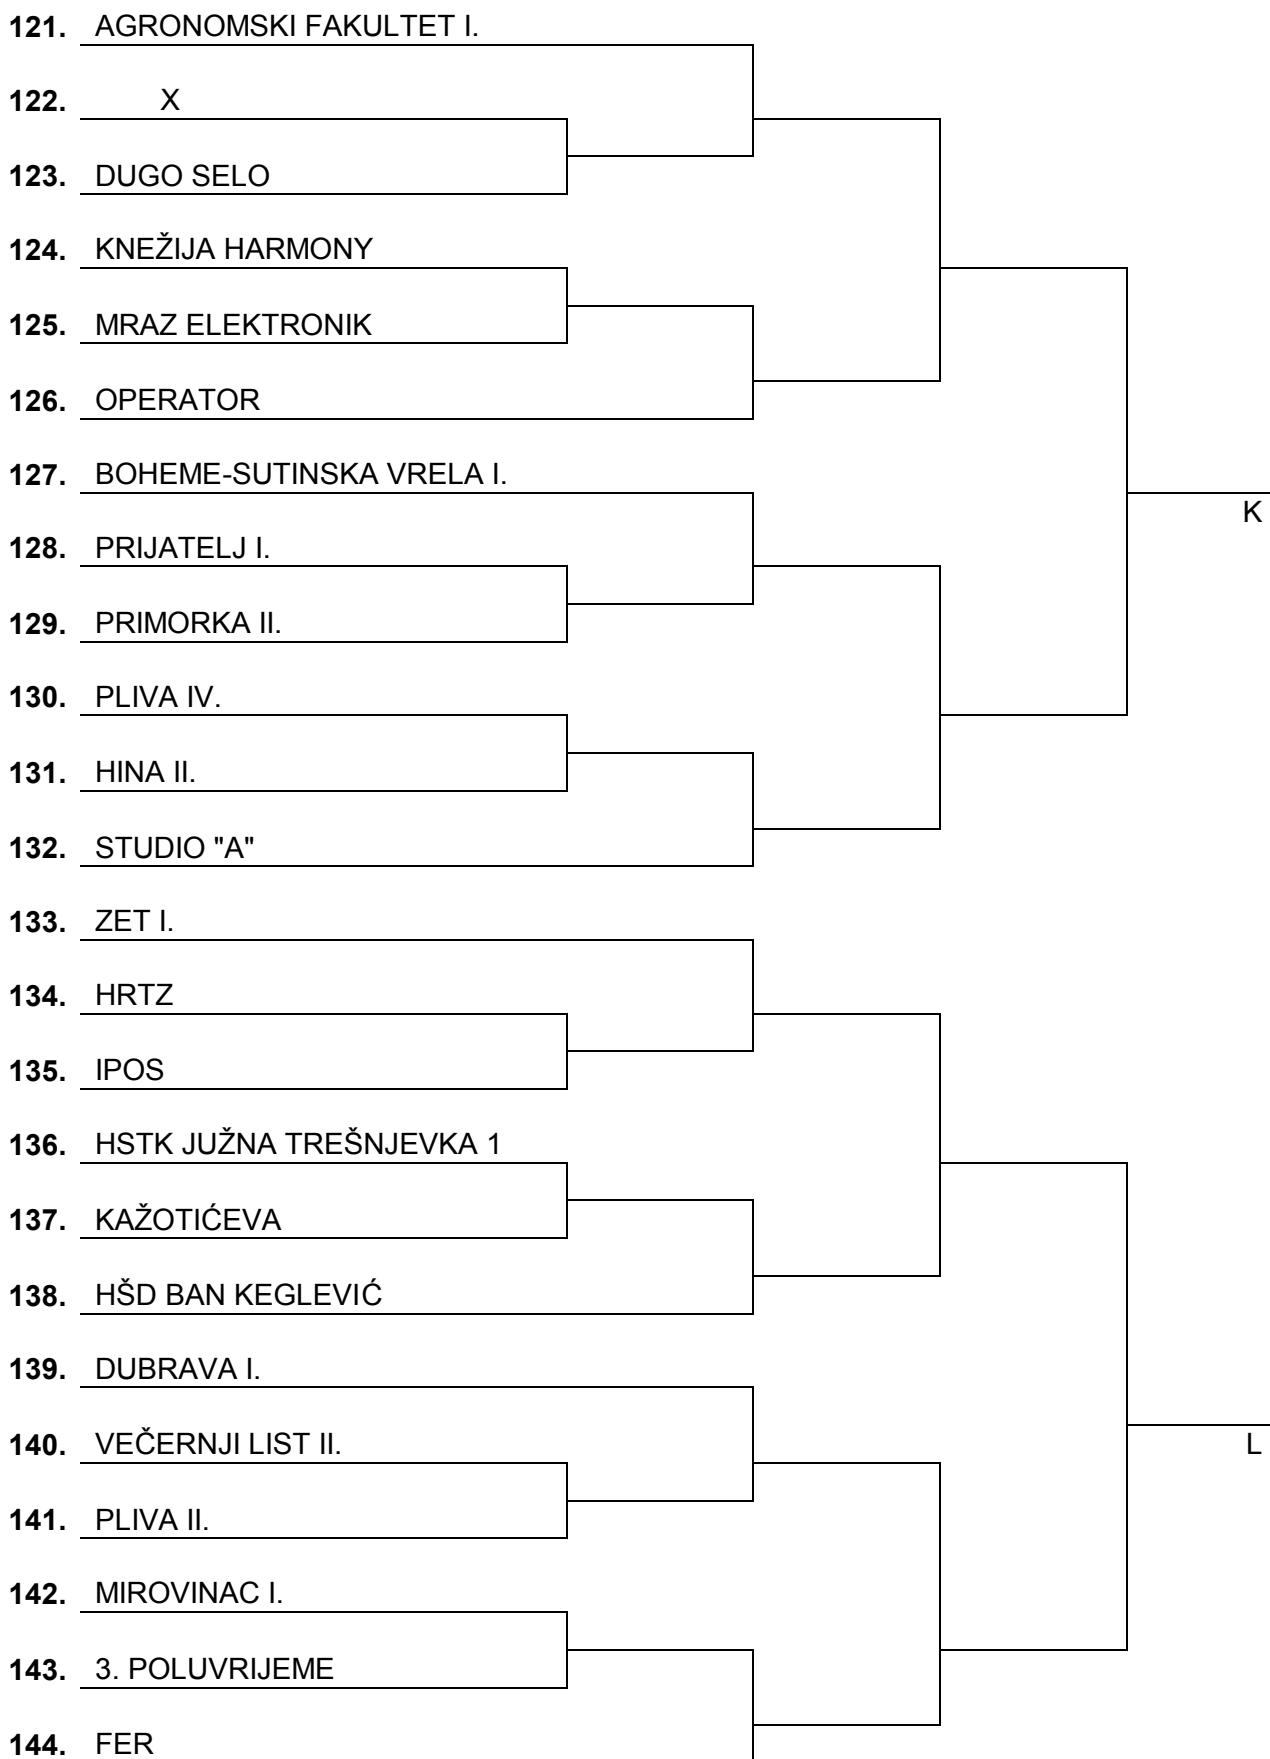 121. AGRONOMSKI FAKULTET I.
122. X
123. DUGO SELO
124. KNEŽIJA HARMONY
125. MRAZ ELEKTRONIK
126. OPERATOR
127. BOHEME-SUTINSKA VRELA I.
K
128. PRIJATELJ I.
129. PRIMORKA II.
130. PLIVA IV.
131. HINA II.
132. STUDIO "A"
133. ZET I.
134. HRTZ
135. IPOS
136. HSTK JUŽNA TREŠNJEVKA 1
137. KAŽOTIĆEVA
138. HŠD BAN KEGLEVIĆ
139. DUBRAVA I.
140. VEČERNJI LIST II.
L
141. PLIVA II.
142. MIROVINAC I.
143. 3. POLUVRIJEME
144. FER